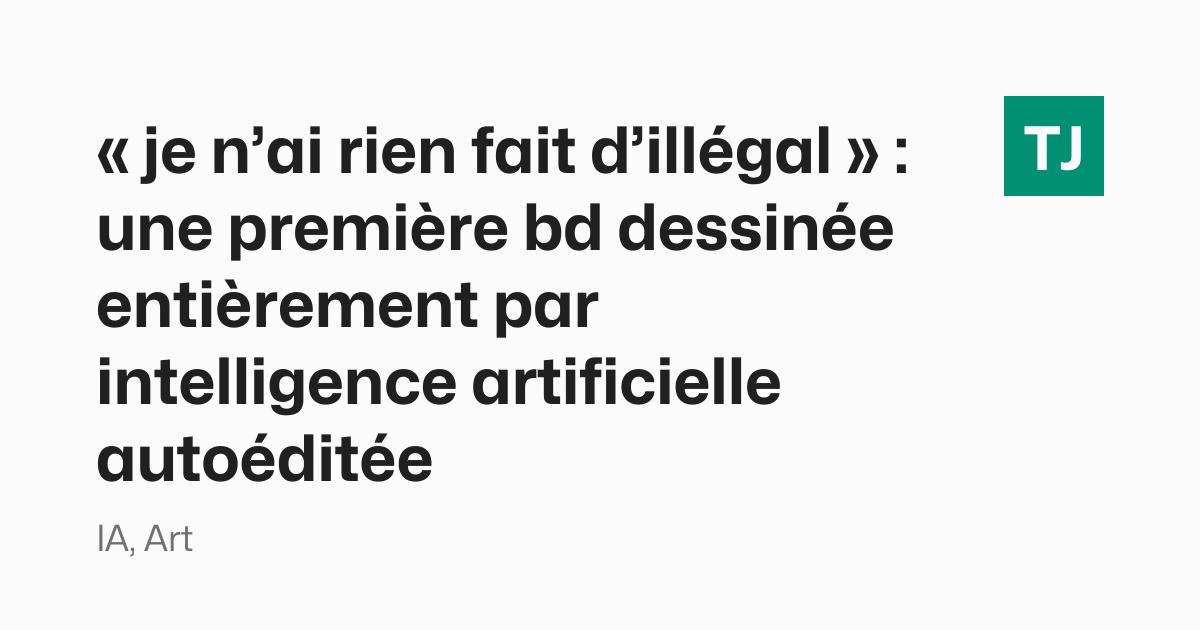 « je n’ai rien fait d’illégal » :
une première bd dessinée
entièrement par
intelligence artificielle
autoéditée
TJ
IA, Art